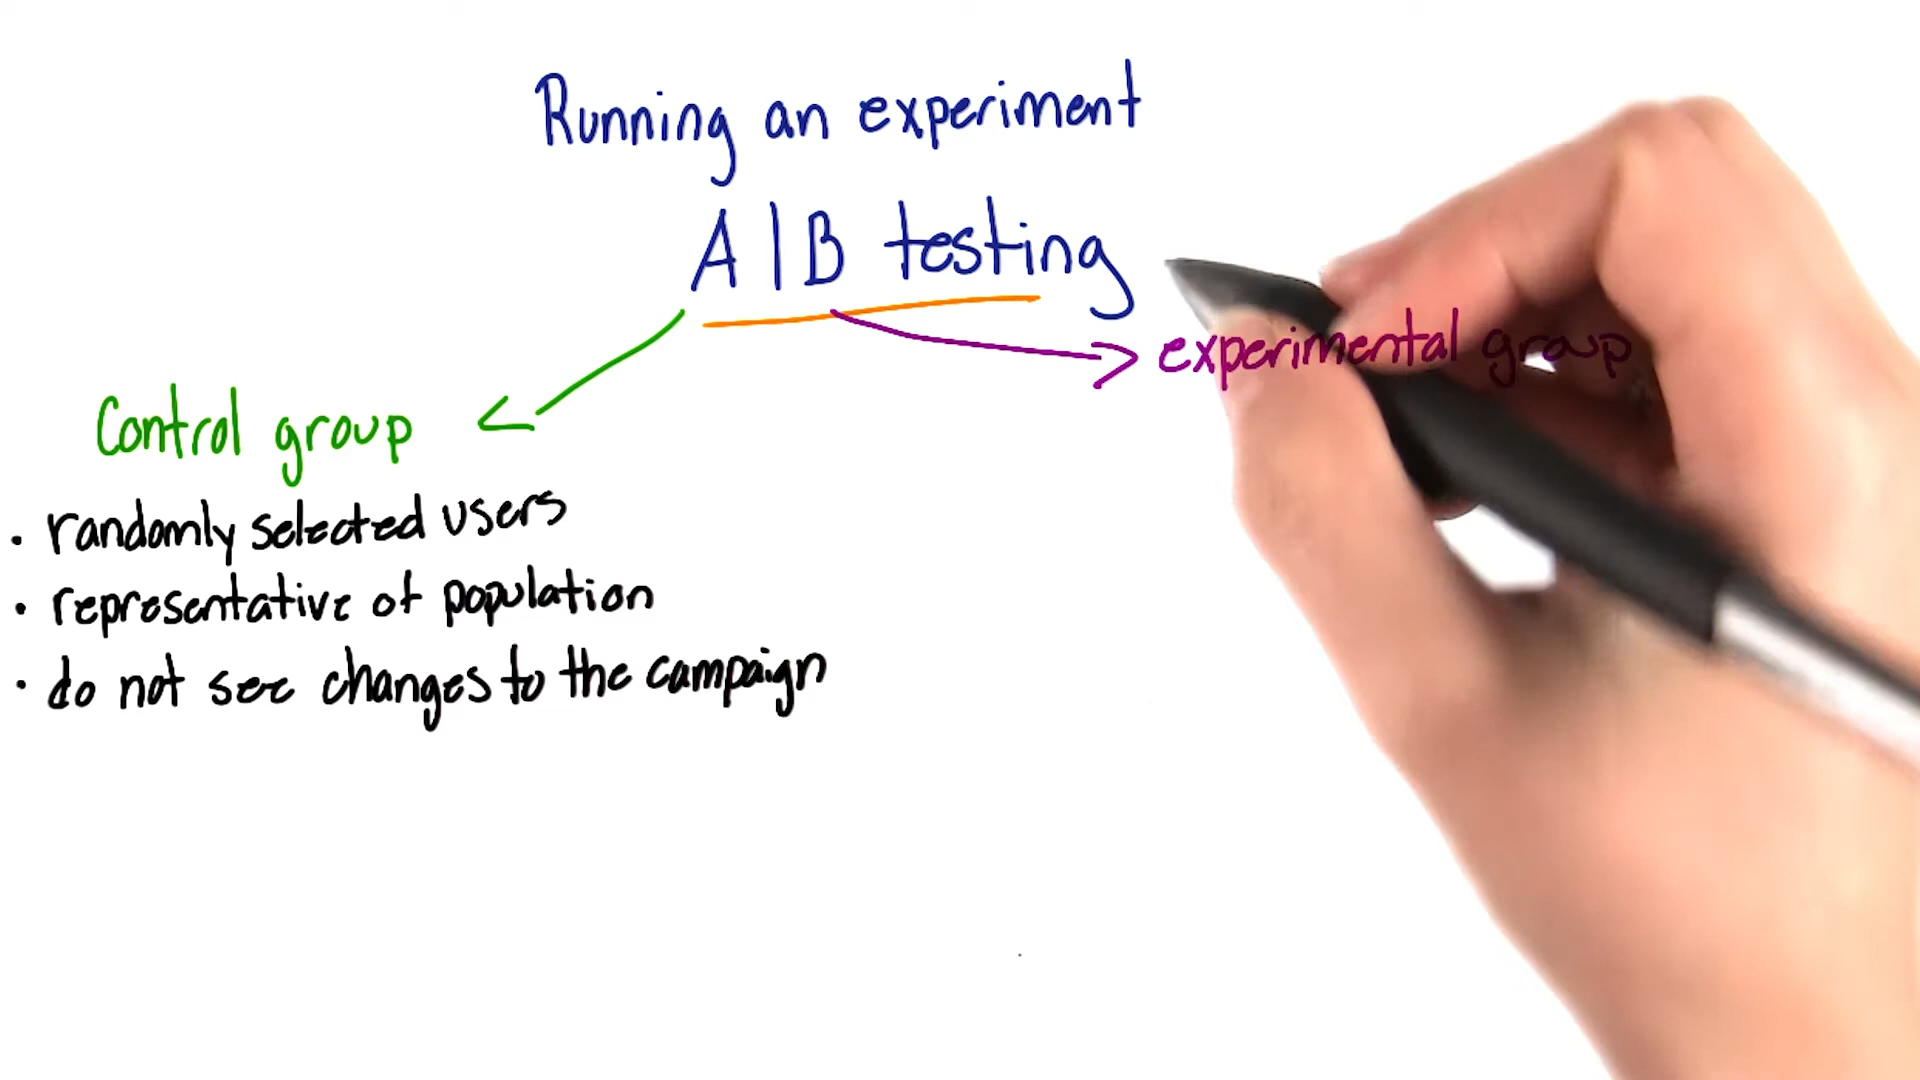 Running an experiment
A|B testing
experimental group
Control group
• randomly selected users
• representative of population
• do not see changes to the campaign